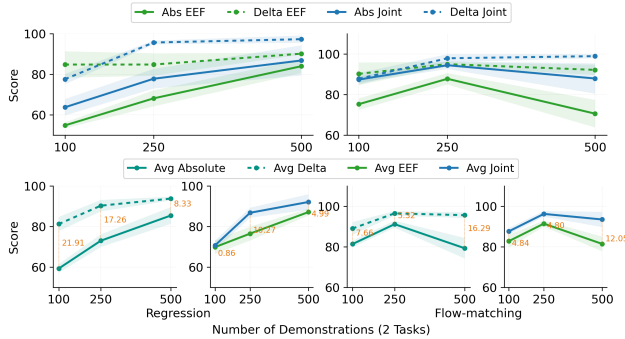 Abs EEF Delta EEF Abs Joint Delta Joint
100
80
60
Score
100 250 500
100
80
60
100 250 500
Avg Absolute Avg Delta Avg EEF Avg Joint
100
80
60
Score
21.91
17.26
8.33
100 250 500
100
80
60
0.86
10.27
4.99
100 250 500
100
80
60
7.66
5.32
16.29
100 250 500
100
80
60
4.84
4.80
12.05
100 250 500
Regression Flow-matching
Number of Demonstrations (2 Tasks)